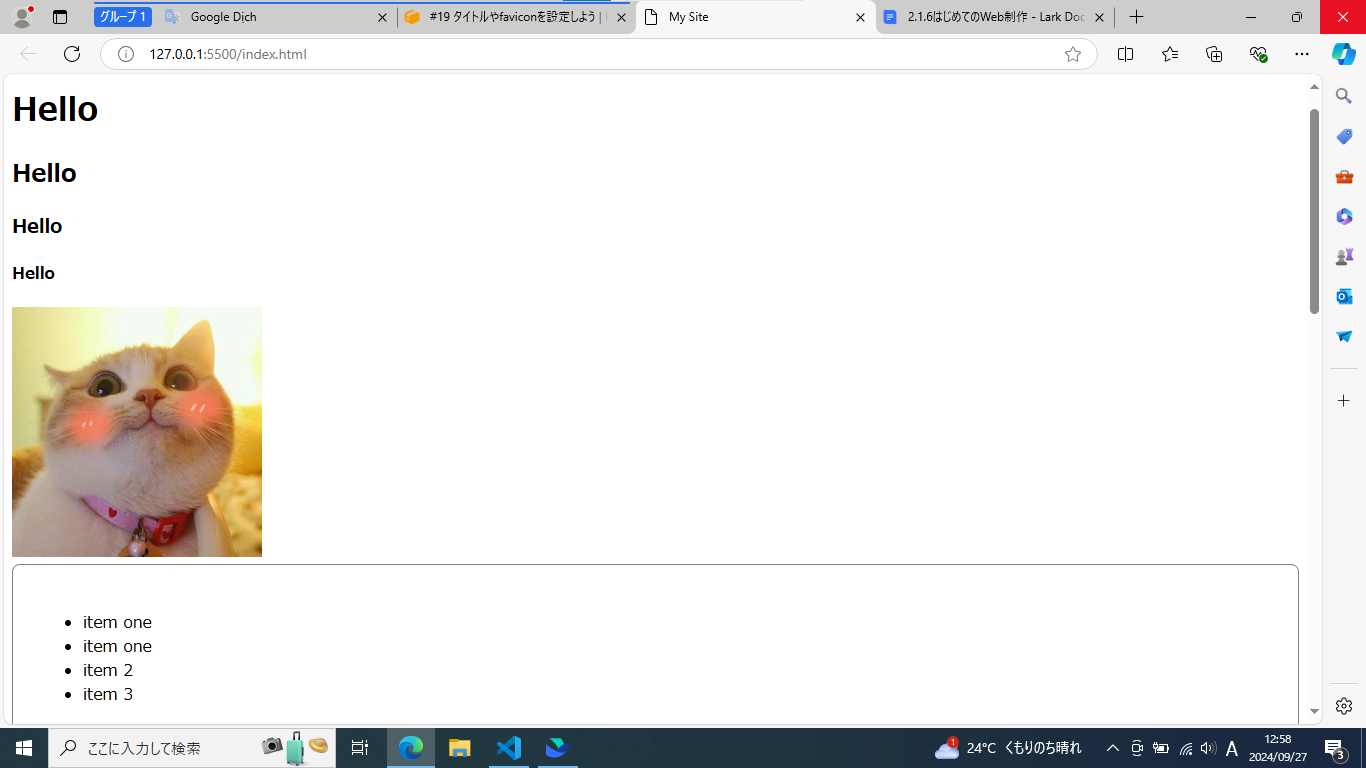 グループ 1
Google Dịch
#19 タイトルやfaviconを設定しよう |
My Site
2.1.6はじめてのWeb制作 - Lark Doc
127.0.0.1:5500/index.html
Hello
Hello
Hello
Hello
item one
item one
item 2
item 3
ここに入力して検索
1
24°C くもりのち晴れ
A
12:58
2024/09/27
3